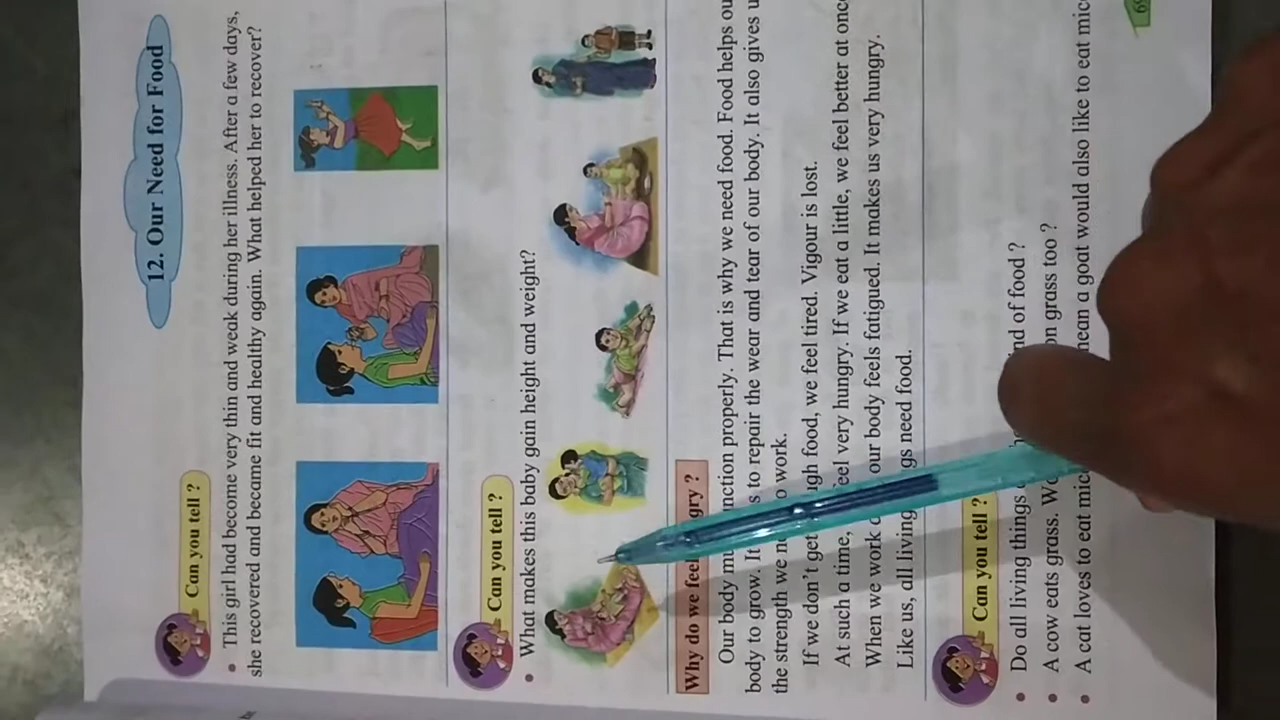 12. Our Need for Food
Can you tell ?
• This girl had become very thin and weak during her illness. After a few days,
she recovered and became fit and healthy again. What helped her to recover?
Can you tell ?
• What makes this baby gain height and weight?
Why do we feel gry ?
Our body nction properly. That is why we need food. Food helps
body to grow. It s to repair the wear and tear of our body. It also gives
the strength we work.
If we don't get gh food, we feel tired. Vigour is lost.
At such a time, eel very hungry. If we eat a little, we feel better at
When we work our body feels fatigued. It makes us very hungry.
Like us, all living gs need food.
Can you tell ?
• Do all living things ind of food ?
• A cow eats grass. on grass too ?
• A cat loves to eat mean a goat would also like to eat
69